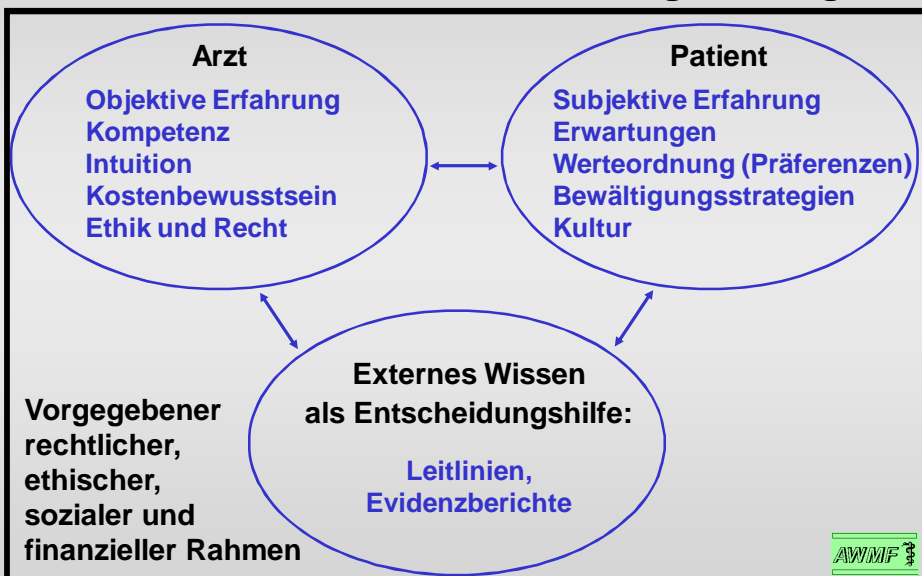 Arzt
Objektive Erfahrung
Kompetenz
Intuition
Kostenbewusstsein
Ethik und Recht
Patient
Subjektive Erfahrung
Erwartungen
Werteordnung (Präferenzen)
Bewältigungsstrategien
Kultur
Externes Wissen
als Entscheidungshilfe:
Leitlinien,
Evidenzberichte
Vorgegebener
rechtlicher,
ethischer,
sozialer und
finanzieller Rahmen
AWMF